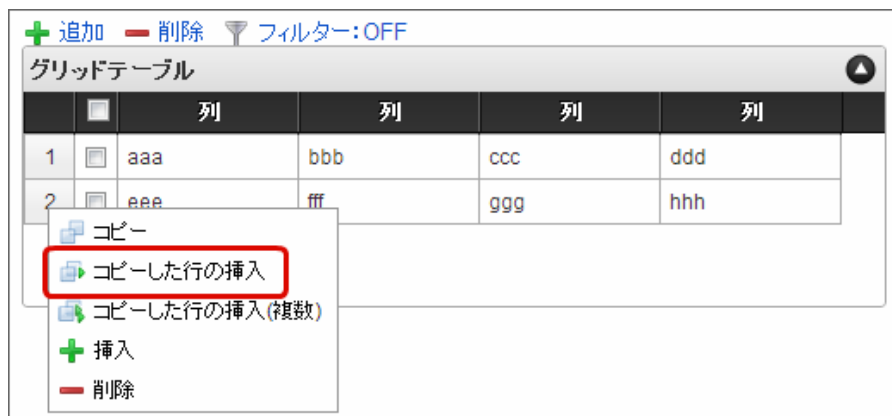 追加 削除 フィルター:OFF
グリッドテーブル
列 列 列 列
1 aaa bbb ccc ddd
2 eee fff ggg hhh
コピー
コピーした行の挿入
コピーした行の挿入(複数)
挿入
削除